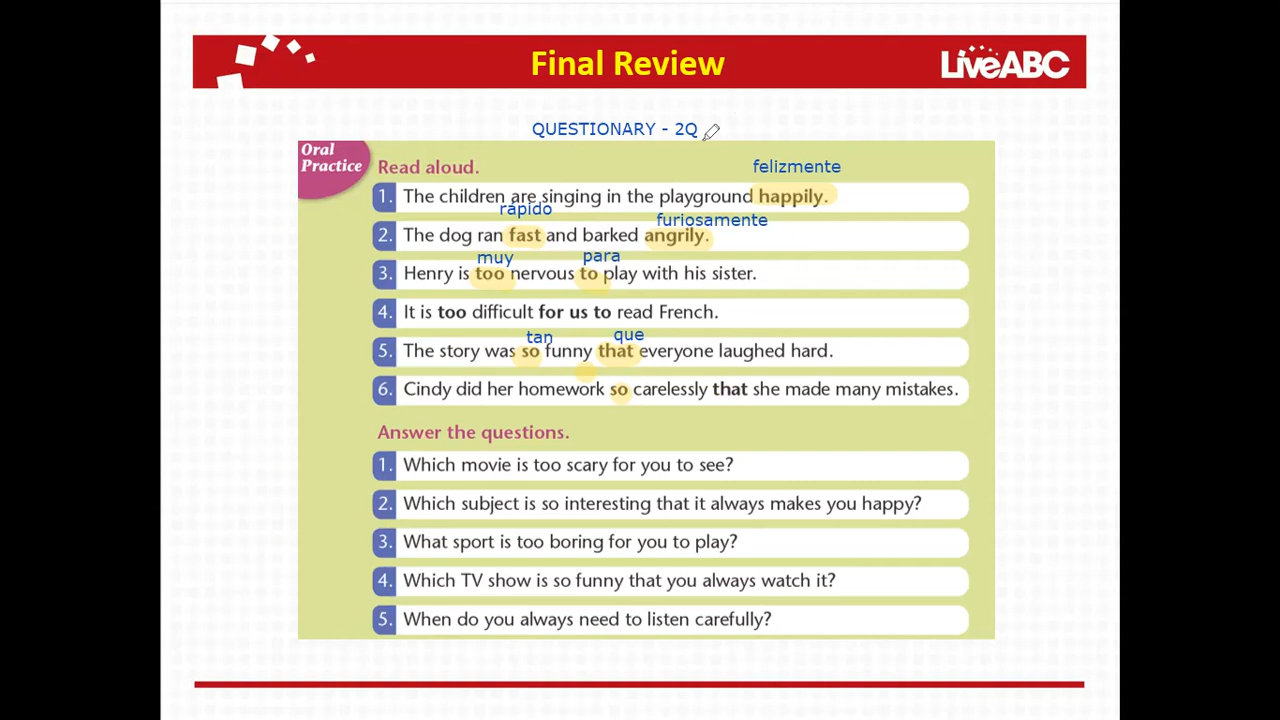 Final Review
LiveABC
QUESTIONARY - 2Q
Oral
Practice
Read aloud.
felizmente
1. The children are singing in the playground happily.
rápido
furiosamente
2. The dog ran fast and barked angrily.
muy para
3. Henry is too nervous to play with his sister.
4. It is too difficult for us to read French.
tan que
5. The story was so funny that everyone laughed hard.
6. Cindy did her homework so carelessly that she made many mistakes.
Answer the questions.
1. Which movie is too scary for you to see?
2. Which subject is so interesting that it always makes you happy?
3. What sport is too boring for you to play?
4. Which TV show is so funny that you always watch it?
5. When do you always need to listen carefully?